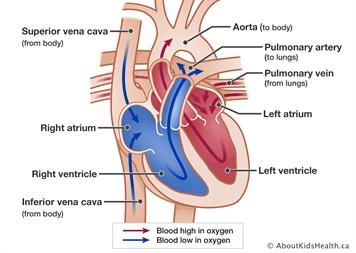 Superior vena cava
(from body)
Aorta (to body)
Pulmonary artery
(to lungs)
Pulmonary vein
(from lungs)
Left atrium
Right atrium
Right ventricle
Left ventricle
Inferior vena cava
(from body)
Blood high in oxygen
Blood low in oxygen
© AboutKidsHealth.ca